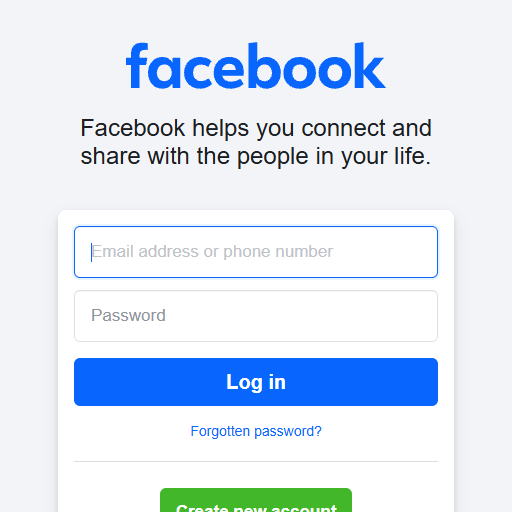 facebook
Facebook helps you connect and
share with the people in your life.
Email address or phone number
Password
Log in
Forgotten password?
Create new account